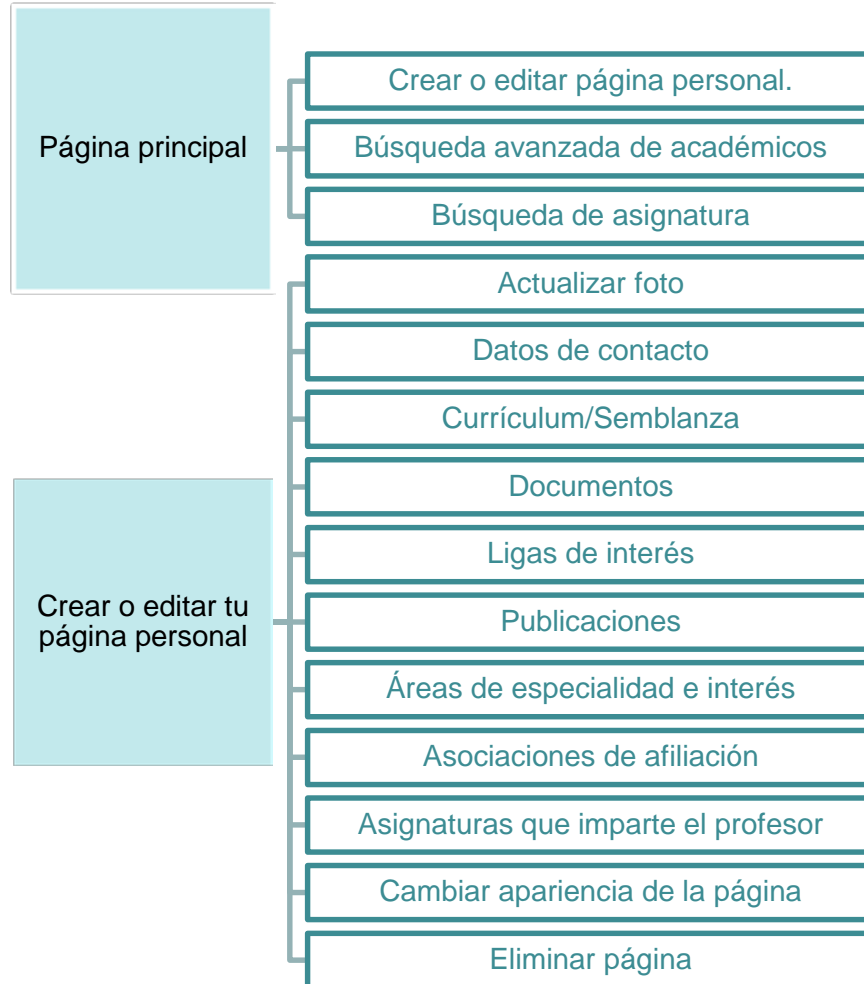 Página principal
Crear o editar página personal.
Búsqueda avanzada de académicos
Búsqueda de asignatura
Crear o editar tu
página personal
Actualizar foto
Datos de contacto
Currículum/Semblanza
Documentos
Ligas de interés
Publicaciones
Áreas de especialidad e interés
Asociaciones de afiliación
Asignaturas que imparte el profesor
Cambiar apariencia de la página
Eliminar página